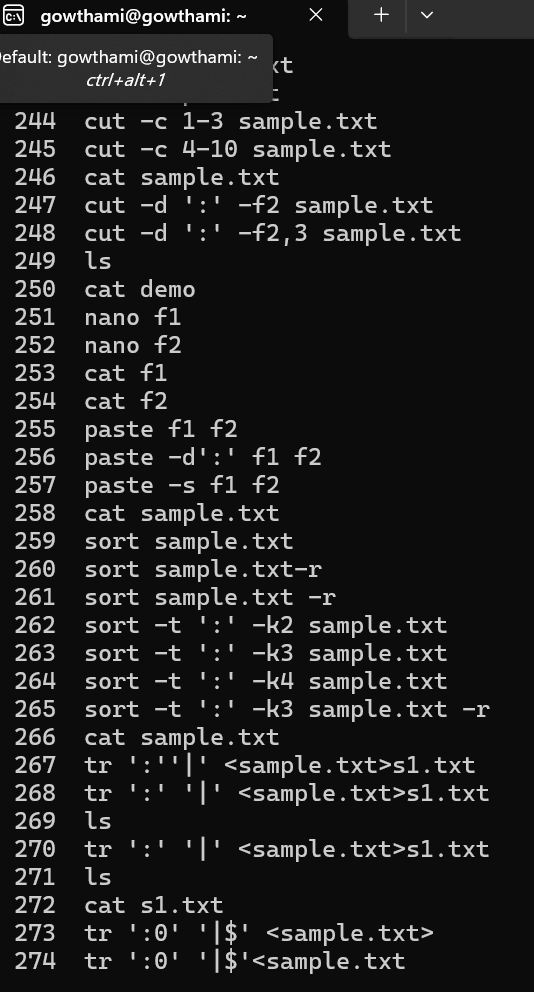 gowthami@gowthami: ~
efault: gowthami@gowthami: ~
ctrl+alt+1
xt
t
244 cut -c 1-3 sample.txt
245 cut -c 4-10 sample.txt
246 cat sample.txt
247 cut -d ':' -f2 sample.txt
248 cut -d ':' -f2,3 sample.txt
249 ls
250 cat demo
251 nano f1
252 nano f2
253 cat f1
254 cat f2
255 paste f1 f2
256 paste -d':' f1 f2
257 paste -s f1 f2
258 cat sample.txt
259 sort sample.txt
260 sort sample.txt-r
261 sort sample.txt -r
262 sort -t ':' -k2 sample.txt
263 sort -t ':' -k3 sample.txt
264 sort -t ':' -k4 sample.txt
265 sort -t ':' -k3 sample.txt -r
266 cat sample.txt
267 tr ':''|' <sample.txt>s1.txt
268 tr ':' '|' <sample.txt>s1.txt
269 ls
270 tr ':' '|' <sample.txt>s1.txt
271 ls
272 cat s1.txt
273 tr ':0' '|$' <sample.txt>
274 tr ':0' '|$'<sample.txt